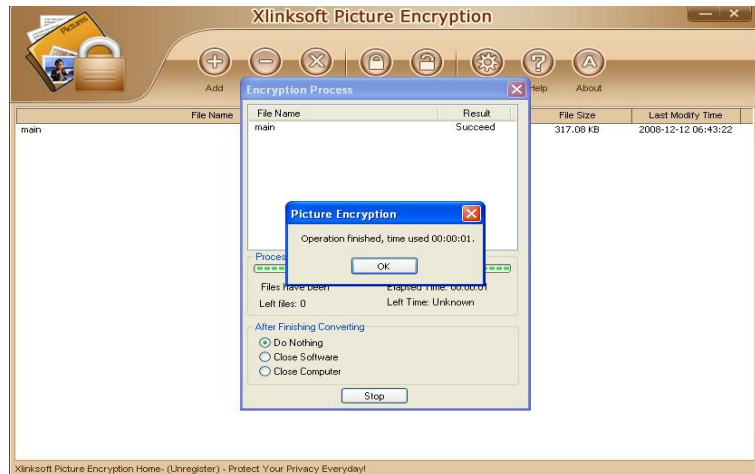 Xlinksoft Picture Encryption
Pictures
Add
Help
About
File Name
File Size
Last Modify Time
main
317.08 KB
2008-12-12 06:43:22
Encryption Process
File Name
Result
main
Succeed
Picture Encryption
Operation finished, time used 00:00:01.
OK
Proces
Files have been
Elapsed Time: 00:00:01
Left files: 0
Left Time: Unknown
After Finishing Converting
Do Nothing
Close Software
Close Computer
Stop
Xlinksoft Picture Encryption Home- (Unregister) - Protect Your Privacy Everyday!